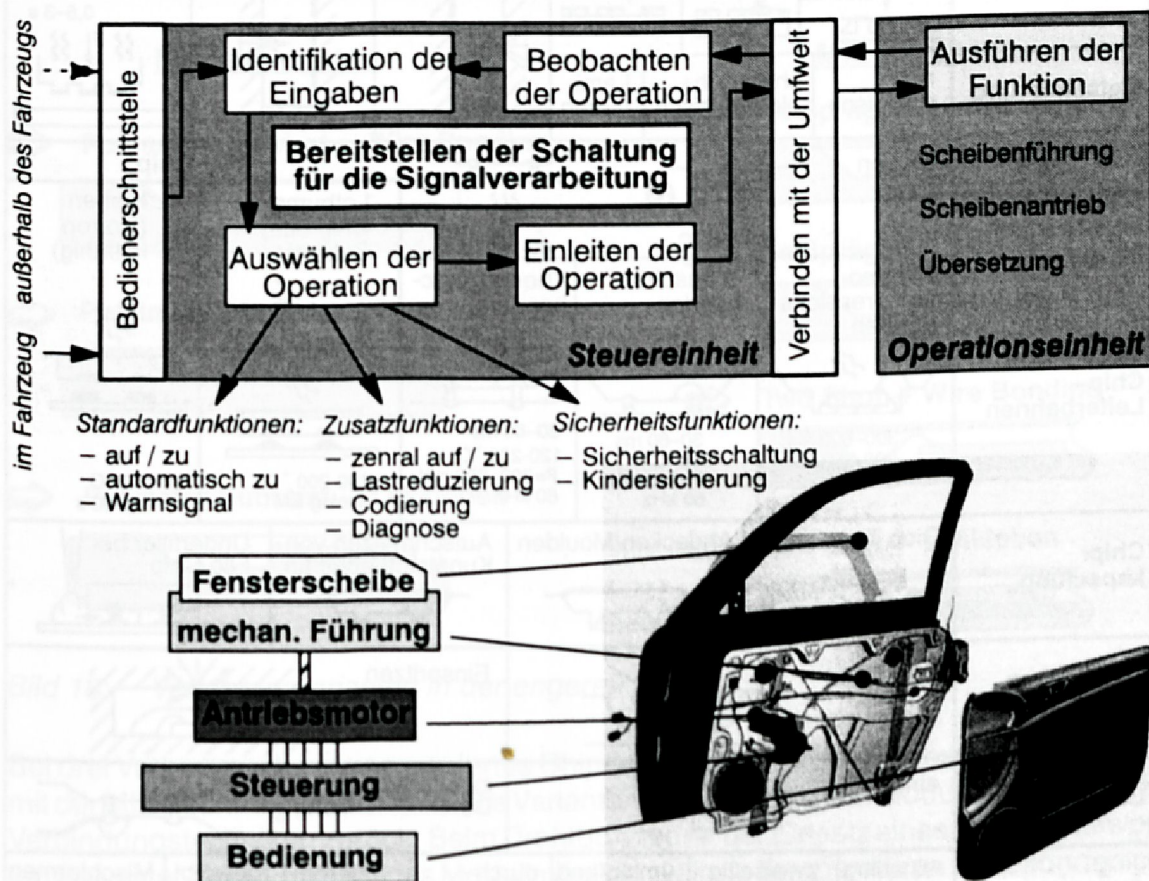 im Fahrzeug außerhalb des Fahrzeugs
Bedienerschnittstelle
Identifikation der
Eingaben
Beobachten
der Operation
Bereitstellen der Schaltung
für die Signalverarbeitung
Auswählen der
Operation
Einleiten der
Operation
Steuereinheit
Verbinden mit der Umfwelt
Ausführen der
Funktion
Scheibenführung
Scheibenantrieb
Übersetzung
Operationseinheit
Standardfunktionen:
– auf / zu
– automatisch zu
– Warnsignal
Zusatzfunktionen:
– zenral auf / zu
– Lastreduzierung
– Codierung
– Diagnose
Sicherheitsfunktionen:
– Sicherheitsschaltung
– Kindersicherung
Fensterscheibe
mechan. Führung
Antriebsmotor
Steuerung
Bedienung